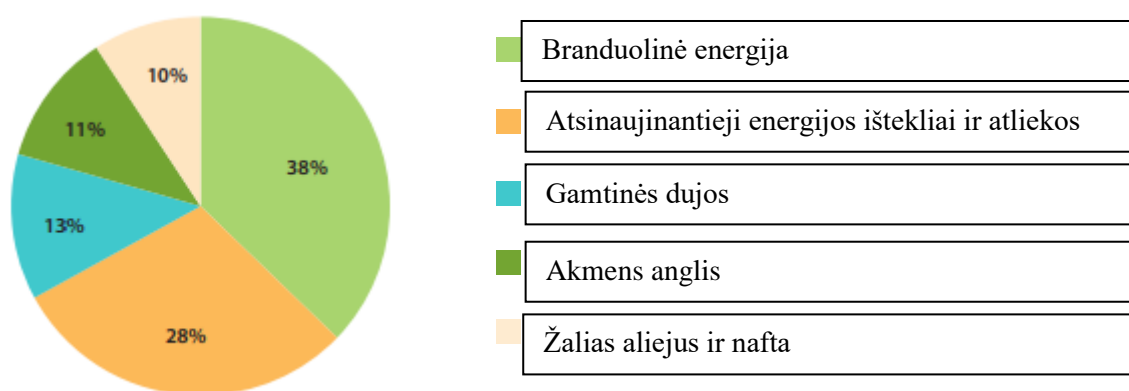 10%
11%
38%
13%
28%
Branduolinė energija
Atsinaujinantieji energijos ištekliai ir atliekos
Gamtinės dujos
Akmens anglis
Žalias aliejus ir nafta